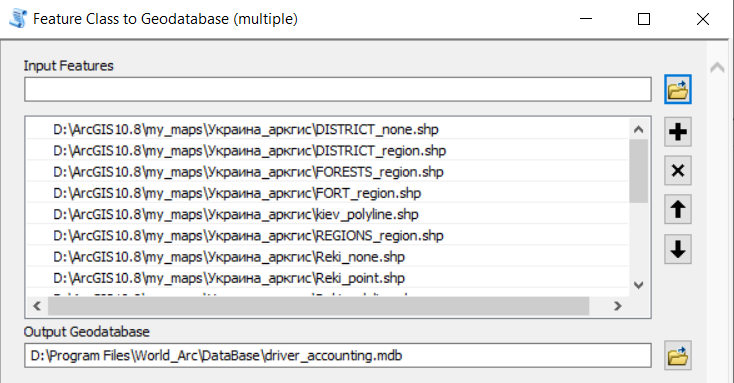 Feature Class to Geodatabase (multiple)
Input Features
D:\ArcGIS10.8\my_maps\Украина_аркгис\DISTRICT_none.shp
D:\ArcGIS10.8\my_maps\Украина_аркгис\DISTRICT_region.shp
D:\ArcGIS10.8\my_maps\Украина_аркгис\FORESTS_region.shp
D:\ArcGIS10.8\my_maps\Украина_аркгис\FORT_region.shp
D:\ArcGIS10.8\my_maps\Украина_аркгис\kiev_polyline.shp
D:\ArcGIS10.8\my_maps\Украина_аркгис\REGIONS_region.shp
D:\ArcGIS10.8\my_maps\Украина_аркгис\Reki_none.shp
D:\ArcGIS10.8\my_maps\Украина_аркгис\Reki_point.shp
Output Geodatabase
D:\Program Files\World_Arc\DataBase\driver_accounting.mdb